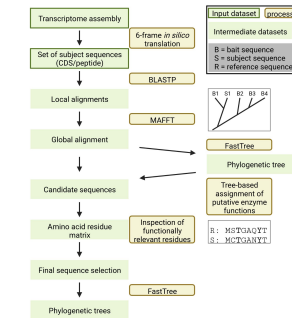 Transcriptome assembly
6-frame in silico
translation
Set of subject sequences
(CDS/peptide)
BLASTP
Local alignments
MAFFT
Global alignment
FastTree
Phylogenetic tree
Candidate sequences
Tree-based
assignment of
putative enzyme
functions
Amino acid residue
matrix
Inspection of
functionally
relevant residues
R: MSTGAQYT
S: MCTGANYT
Final sequence selection
FastTree
Phylogenetic trees
Input dataset
process
Intermediate datasets
B = bait sequence
S = subject sequence
R = reference sequence
B1 S1 B2 B3 B4